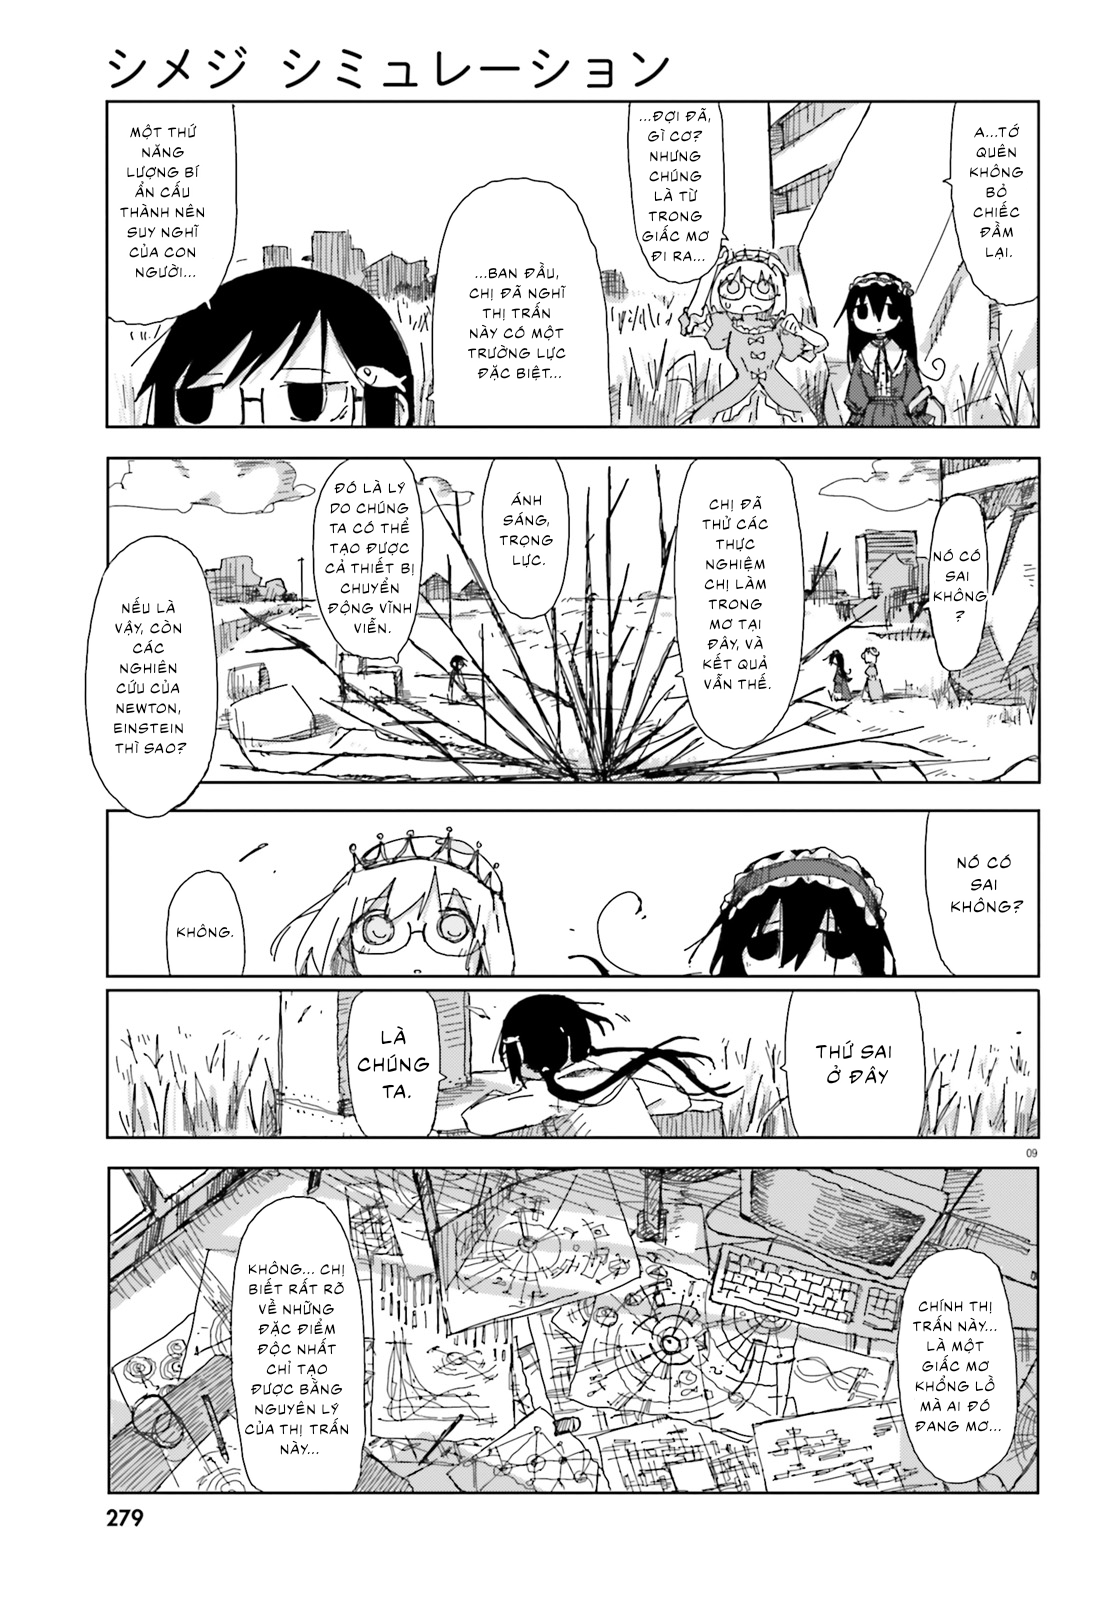 シメジ シミュレーション
A...TỚ
QUÊN
KHÔNG
BỎ
CHIẾC
ĐẦM
LẠI.
...ĐỢI ĐÃ,
GÌ CƠ?
NHƯNG
CHÚNG
LÀ TỪ
TRONG
GIẤC MƠ
ĐI RA...
...BAN ĐẦU,
CHỊ ĐÃ NGHĨ
THỊ TRẤN
NÀY CÓ MỘT
TRƯỜNG LỰC
ĐẶC BIỆT...
MỘT THỨ
NĂNG
LƯỢNG BÍ
ẨN CẤU
THÀNH NÊN
SUY NGHĨ
CỦA CON
NGƯỜI...
NÓ CÓ
SAI
KHÔNG
?
CHỊ ĐÃ
THỬ CÁC
THỰC
NGHIỆM
CHỊ LÀM
TRONG
MƠ TẠI
ĐÂY, VÀ
KẾT QUẢ
VẪN THẾ.
ÁNH
SÁNG,
TRỌNG
LỰC.
ĐÓ LÀ LÝ
DO CHÚNG
TA CÓ THỂ
TẠO ĐƯỢC
CẢ THIẾT BỊ
CHUYỂN
ĐỘNG VĨNH
VIỄN.
NẾU LÀ
VẬY, CÒN
CÁC
NGHIÊN
CỨU CỦA
NEWTON,
EINSTEIN
THÌ SAO?
NÓ CÓ
SAI
KHÔNG?
KHÔNG.
THỨ SAI
Ở ĐÂY
LÀ
CHÚNG
TA.
09
CHÍNH THỊ
TRẤN NÀY...
LÀ MỘT
GIẤC MƠ
KHỔNG LỒ
MÀ AI ĐÓ
ĐANG MƠ...
KHÔNG... CHỊ
BIẾT RẤT RÕ
VỀ NHỮNG
ĐẶC ĐIỂM
ĐỘC NHẤT
CHỈ TẠO
ĐƯỢC BẰNG
NGUYÊN LÝ
CỦA THỊ TRẤN
NÀY...
279